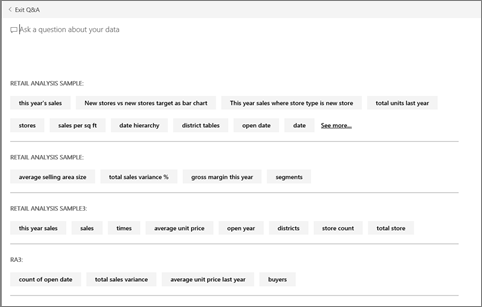 Exit Q&A
Ask a question about your data
RETAIL ANALYSIS SAMPLE:
this year's sales New stores vs new stores target as bar chart This year sales where store type is new store total units last year
stores sales per sq ft date hierarchy district tables open date date See more...
RETAIL ANALYSIS SAMPLE:
average selling area size total sales variance % gross margin this year segments
RETAIL ANALYSIS SAMPLE3:
this year sales sales times average unit price open year districts store count total store
RA3:
count of open date total sales variance average unit price last year buyers